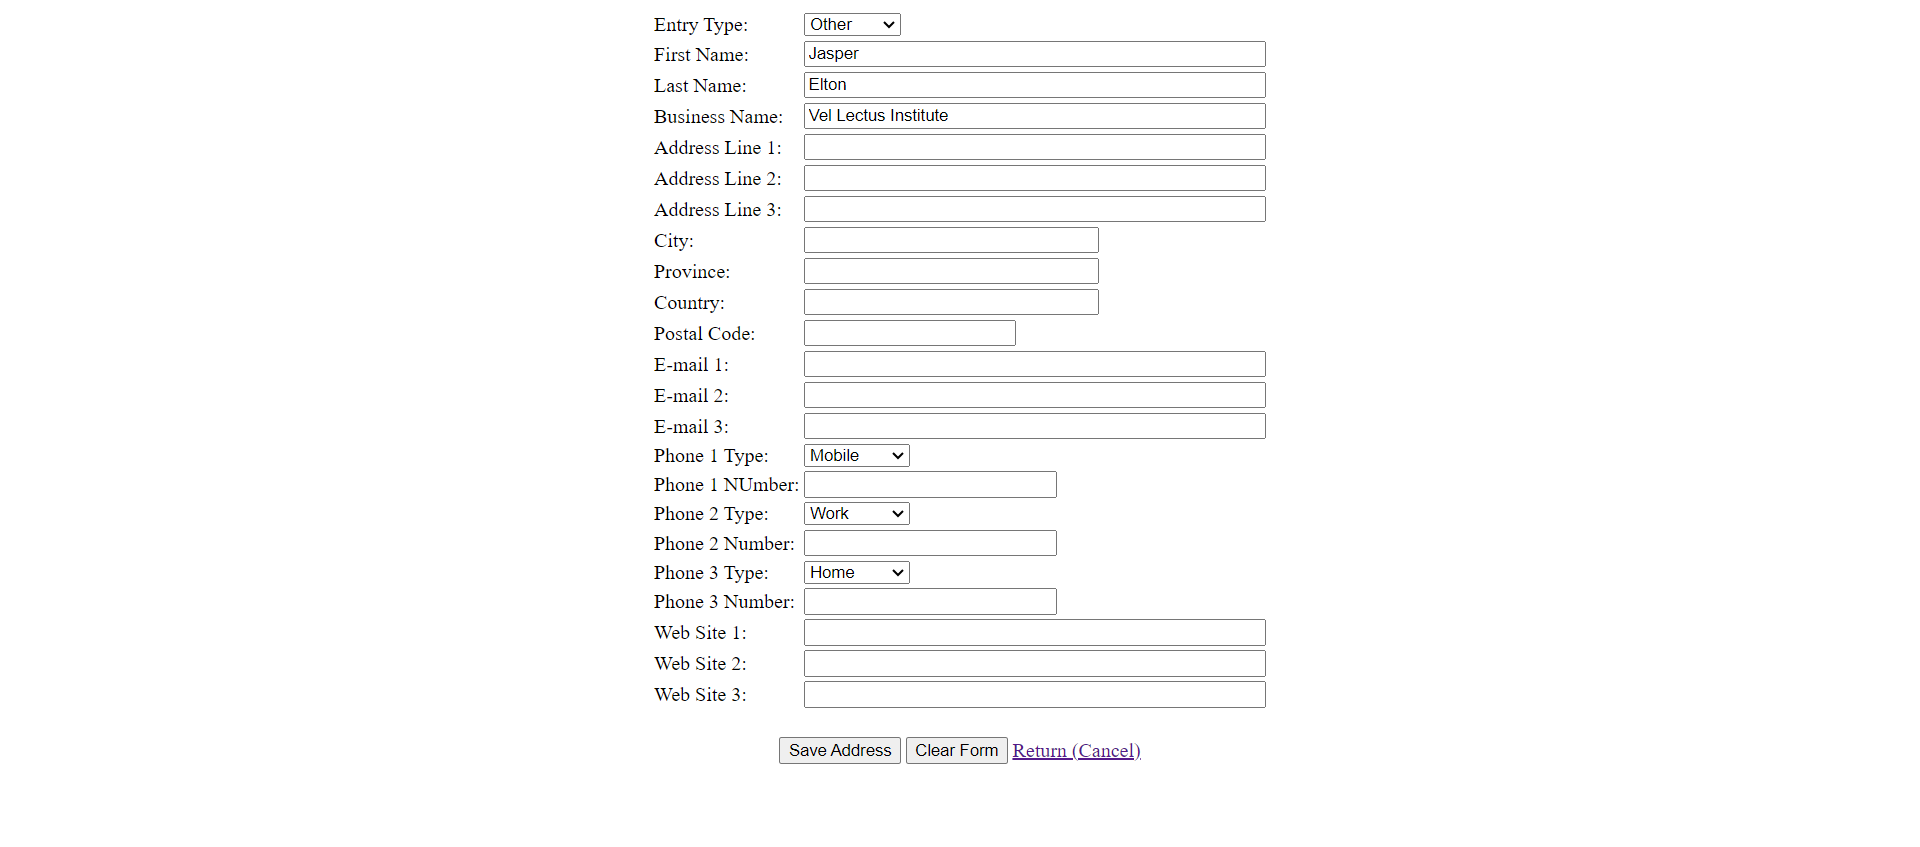 Entry Type: Other
First Name: Jasper
Last Name: Elton
Business Name: Vel Lectus Institute
Address Line 1:
Address Line 2:
Address Line 3:
City:
Province:
Country:
Postal Code:
E-mail 1:
E-mail 2:
E-mail 3:
Phone 1 Type: Mobile
Phone 1 NUmber:
Phone 2 Type: Work
Phone 2 Number:
Phone 3 Type: Home
Phone 3 Number:
Web Site 1:
Web Site 2:
Web Site 3:
Save Address Clear Form Return (Cancel)